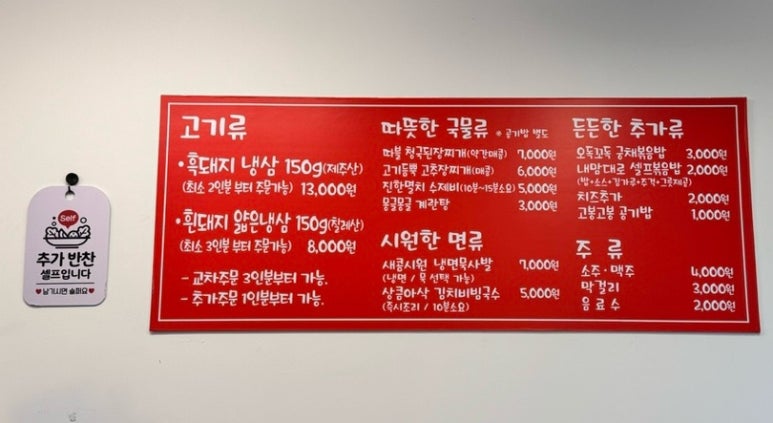 Self
추가 반찬
셀프입니다
♥ 남기시면 슬퍼요 ♥
고기류
• 흑돼지 냉삼 150g(제주산)
(최소 2인분 부터 주문가능) 13,000원
• 흰돼지 얇은냉삼 150g(칠레산)
(최소 3인분 부터 주문가능) 8,000원
- 교차주문 3인분부터 가능.
- 추가주문 1인분부터 가능.
따뜻한 국물류 ※ 공기밥 별도
따불 청국된장찌개(약간매콤) 7,000원
고기듬뿍 고추장찌개(매콤) 6,000원
진한멸치 수제비(10분~15분소요) 5,000원
몽글몽글 계란탕 3,000원
시원한 면류
새콤시원 냉면묵사발 7,000원
(냉면 / 묵 선택 가능)
상큼아삭 김치비빔국수 5,000원
(즉시조리 / 10분소요)
든든한 추가류
오독꼬독 궁채볶음밥 3,000원
내맘대로 셀프볶음밥 2,000원
(밥+소스+김가루+주걱+그릇제공)
치즈추가 2,000원
고봉고봉 공기밥 1,000원
주 류
소주·맥주 4,000원
막걸리 3,000원
음료수 2,000원